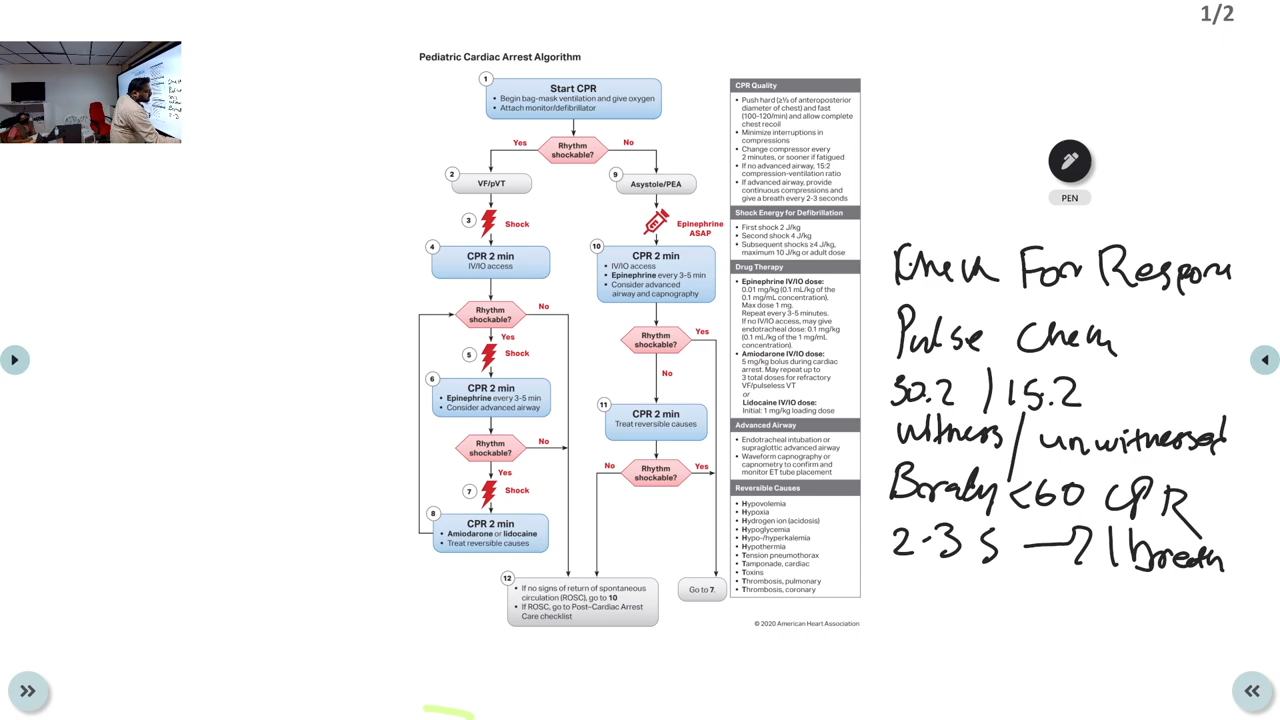 1/2
Pediatric Cardiac Arrest Algorithm
1
Start CPR
• Begin bag-mask ventilation and give oxygen
• Attach monitor/defibrillator
Yes
Rhythm shockable?
No
2
VF/pVT
3
Shock
4
CPR 2 min
IV/IO access
Rhythm shockable?
No
Yes
5
Shock
6
CPR 2 min
• Epinephrine every 3-5 min
• Consider advanced airway
Rhythm shockable?
No
Yes
7
Shock
8
CPR 2 min
• Amiodarone or lidocaine
• Treat reversible causes
9
Asystole/PEA
Epinephrine
ASAP
10
CPR 2 min
• IV/IO access
• Epinephrine every 3-5 min
• Consider advanced
airway and capnography
Rhythm shockable?
Yes
No
11
CPR 2 min
Treat reversible causes
No
Rhythm shockable?
Yes
12
• If no signs of return of spontaneous
circulation (ROSC), go to 10
• If ROSC, go to Post–Cardiac Arrest
Care checklist
Go to 7.
CPR Quality
• Push hard (≥⅓ of anteroposterior
diameter of chest) and fast
(100-120/min) and allow complete
chest recoil
• Minimize interruptions in
compressions
• Change compressor every
2 minutes, or sooner if fatigued
• If no advanced airway, 15:2
compression-ventilation ratio
• If advanced airway, provide
continuous compressions and
give a breath every 2-3 seconds
Shock Energy for Defibrillation
• First shock 2 J/kg
• Second shock 4 J/kg
• Subsequent shocks ≥4 J/kg,
maximum 10 J/kg or adult dose
Drug Therapy
• Epinephrine IV/IO dose:
0.01 mg/kg (0.1 mL/kg of the
0.1 mg/mL concentration).
Max dose 1 mg.
Repeat every 3-5 minutes.
If no IV/IO access, may give
endotracheal dose: 0.1 mg/kg
(0.1 mL/kg of the 1 mg/mL
concentration).
• Amiodarone IV/IO dose:
5 mg/kg bolus during cardiac
arrest. May repeat up to
3 total doses for refractory
VF/pulseless VT
or
Lidocaine IV/IO dose:
Initial: 1 mg/kg loading dose
Advanced Airway
• Endotracheal intubation or
supraglottic advanced airway
• Waveform capnography or
capnometry to confirm and
monitor ET tube placement
Reversible Causes
• Hypovolemia
• Hypoxia
• Hydrogen ion (acidosis)
• Hypoglycemia
• Hypo-/hyperkalemia
• Hypothermia
• Tension pneumothorax
• Tamponade, cardiac
• Toxins
• Thrombosis, pulmonary
• Thrombosis, coronary
© 2020 American Heart Association
PEN
Check For Respon
Pulse Check
30:2 / 15:2
witness / unwitnessed
Brady <60 CPR
2-3 s → 1 breath